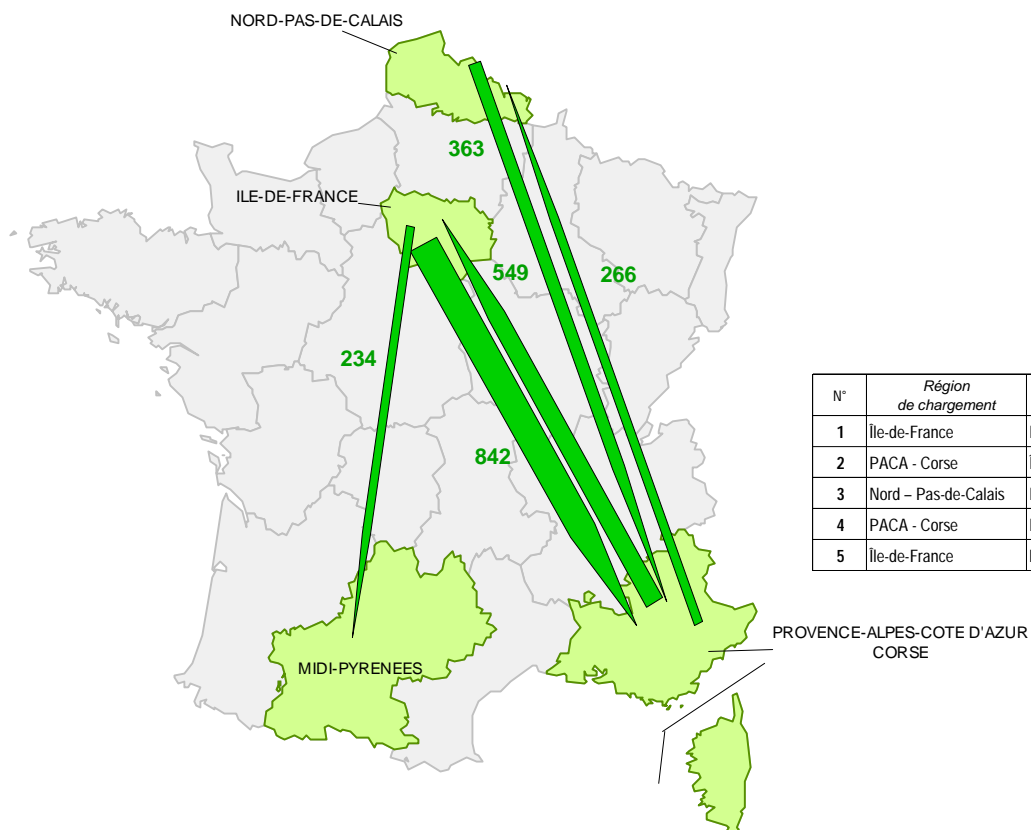 NORD-PAS-DE-CALAIS
363
ILE-DE-FRANCE
549
266
234
842
N°
Région
de chargement
1 Île-de-France
2 PACA - Corse
3 Nord – Pas-de-Calais
4 PACA - Corse
5 Île-de-France
PROVENCE-ALPES-COTE D'AZUR
CORSE
MIDI-PYRENEES